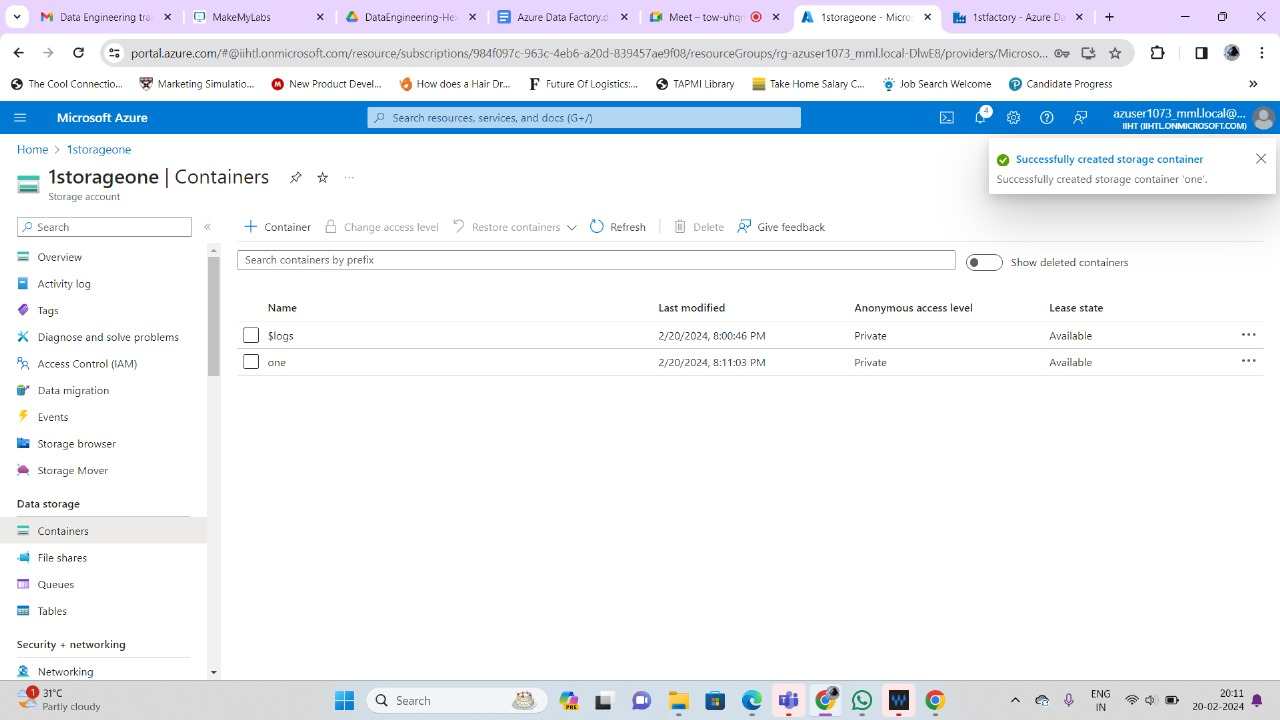 Data Engineering tra
MakeMyLabs
DataEngineering-Hex
Azure Data Factory.d
Meet – tow-uhqr
1storageone - Micros
1stfactory - Azure Da
portal.azure.com/#@iihtl.onmicrosoft.com/resource/subscriptions/984f097c-963c-4eb6-a20d-839457ae9f08/resourceGroups/rg-azuser1073_mml.local-DlwE8/providers/Microso...
The Cool Connectio...
Marketing Simulatio...
New Product Devel...
How does a Hair Dr...
Future Of Logistics:...
TAPMI Library
Take Home Salary C...
Job Search Welcome
Candidate Progress
Microsoft Azure
Search resources, services, and docs (G+/)
4
azuser1073_mml.local@...
IIHT (IIHTL.ONMICROSOFT.COM)
Home > 1storageone
1storageone | Containers
Storage account
Successfully created storage container
Successfully created storage container 'one'.
Search
Container
Change access level
Restore containers
Refresh
Delete
Give feedback
Search containers by prefix
Show deleted containers
Name Last modified Anonymous access level Lease state
$logs 2/20/2024, 8:00:46 PM Private Available
one 2/20/2024, 8:11:03 PM Private Available
Overview
Activity log
Tags
Diagnose and solve problems
Access Control (IAM)
Data migration
Events
Storage browser
Storage Mover
Data storage
Containers
File shares
Queues
Tables
Security + networking
Networking
1
31°C
Partly cloudy
Search
PRE
ENG
IN
20:11
20-02-2024